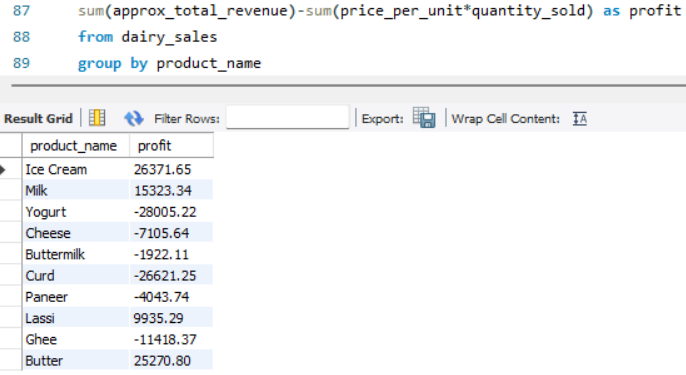 87 sum(approx_total_revenue)-sum(price_per_unit*quantity_sold) as profit
88 from dairy_sales
89 group by product_name
Result Grid Filter Rows: Export: Wrap Cell Content: IA
product_name profit
Ice Cream 26371.65
Milk 15323.34
Yogurt -28005.22
Cheese -7105.64
Buttermilk -1922.11
Curd -26621.25
Paneer -4043.74
Lassi 9935.29
Ghee -11418.37
Butter 25270.80